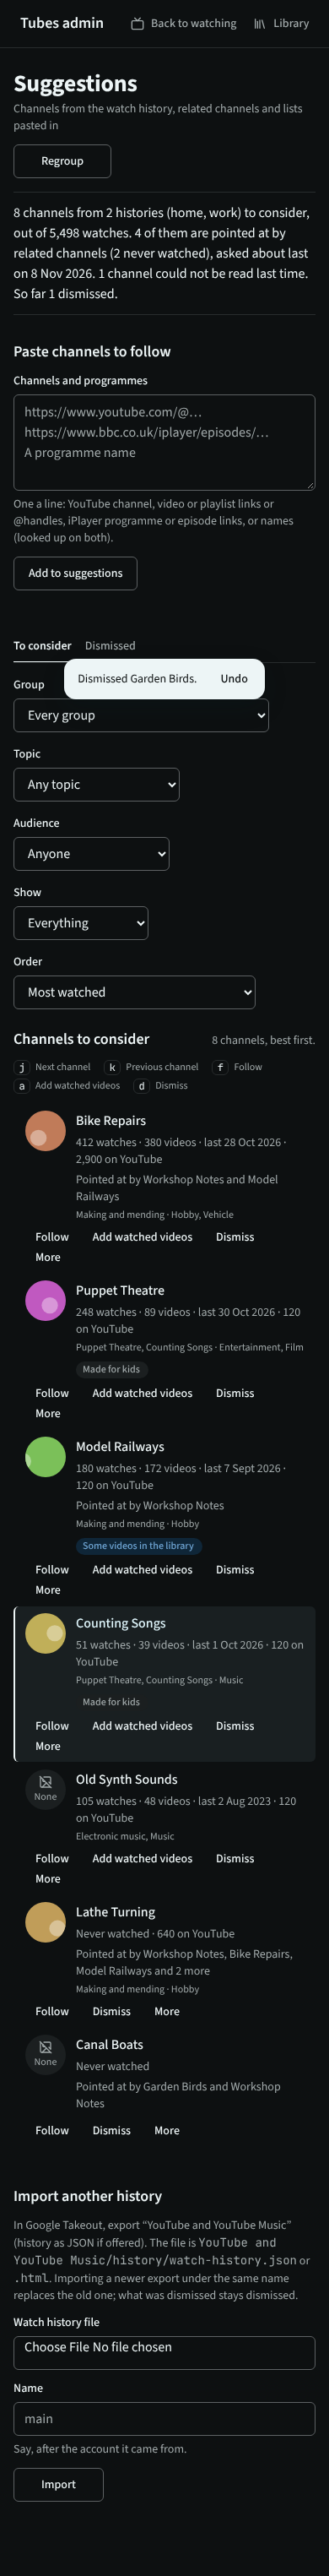 Tubes admin
Back to watching
Library
Suggestions
Channels from the watch history, related channels and lists
pasted in
Regroup
8 channels from 2 histories (home, work) to consider,
out of 5,498 watches. 4 of them are pointed at by
related channels (2 never watched), asked about last
on 8 Nov 2026. 1 channel could not be read last time.
So far 1 dismissed.
Paste channels to follow
Channels and programmes
https://www.youtube.com/@…
https://www.bbc.co.uk/iplayer/episodes/…
A programme name
One a line: YouTube channel, video or playlist links or
@handles, iPlayer programme or episode links, or names
(looked up on both).
Add to suggestions
To consider
Dismissed
Dismissed Garden Birds.
Undo
Group
Every group
Topic
Any topic
Audience
Anyone
Show
Everything
Order
Most watched
Channels to consider
8 channels, best first.
j Next channel k Previous channel f Follow
a Add watched videos d Dismiss
Bike Repairs
412 watches · 380 videos · last 28 Oct 2026 ·
2,900 on YouTube
Pointed at by Workshop Notes and Model
Railways
Making and mending · Hobby, Vehicle
Follow Add watched videos Dismiss
More
Puppet Theatre
248 watches · 89 videos · last 30 Oct 2026 · 120
on YouTube
Puppet Theatre, Counting Songs · Entertainment, Film
Made for kids
Follow Add watched videos Dismiss
More
Model Railways
180 watches · 172 videos · last 7 Sept 2026 ·
120 on YouTube
Pointed at by Workshop Notes
Making and mending · Hobby
Some videos in the library
Follow Add watched videos Dismiss
More
Counting Songs
51 watches · 39 videos · last 1 Oct 2026 · 120 on
YouTube
Puppet Theatre, Counting Songs · Music
Made for kids
Follow Add watched videos Dismiss
More
None
Old Synth Sounds
105 watches · 48 videos · last 2 Aug 2023 · 120
on YouTube
Electronic music, Music
Follow Add watched videos Dismiss
More
Lathe Turning
Never watched · 640 on YouTube
Pointed at by Workshop Notes, Bike Repairs,
Model Railways and 2 more
Making and mending · Hobby
Follow Dismiss More
None
Canal Boats
Never watched
Pointed at by Garden Birds and Workshop
Notes
Follow Dismiss More
Import another history
In Google Takeout, export “YouTube and YouTube Music”
(history as JSON if offered). The file is YouTube and
YouTube Music/history/watch-history.json or
.html. Importing a newer export under the same name
replaces the old one; what was dismissed stays dismissed.
Watch history file
Choose File No file chosen
Name
main
Say, after the account it came from.
Import